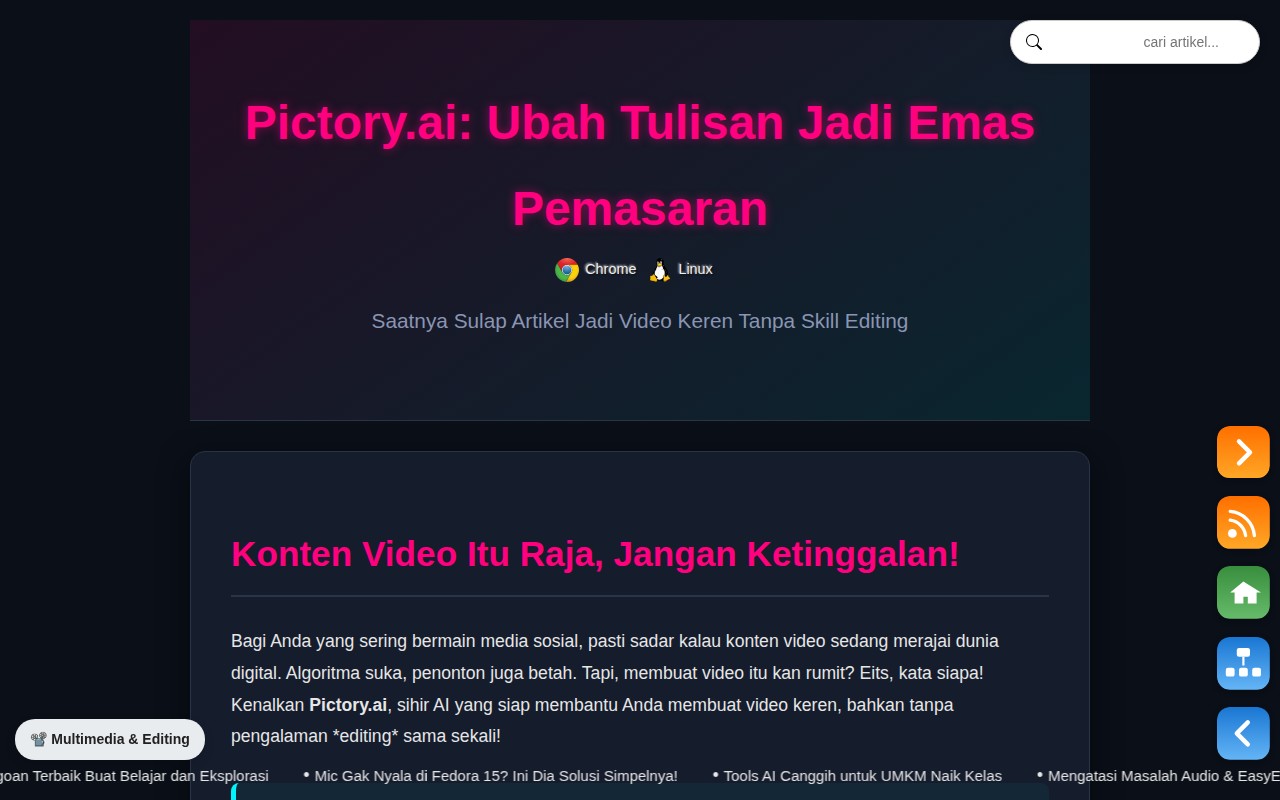 cari artikel...
Pictory.ai: Ubah Tulisan Jadi Emas
Pemasaran
Chrome Linux
Saatnya Sulap Artikel Jadi Video Keren Tanpa Skill Editing
Konten Video Itu Raja, Jangan Ketinggalan!
Bagi Anda yang sering bermain media sosial, pasti sadar kalau konten video sedang merajai dunia
digital. Algoritma suka, penonton juga betah. Tapi, membuat video itu kan rumit? Eits, kata siapa!
Kenalkan Pictory.ai, sihir AI yang siap membantu Anda membuat video keren, bahkan tanpa
pengalaman *editing* sama sekali!
📽️ Multimedia & Editing
goan Terbaik Buat Belajar dan Eksplorasi • Mic Gak Nyala di Fedora 15? Ini Dia Solusi Simpelnya! • Tools AI Canggih untuk UMKM Naik Kelas • Mengatasi Masalah Audio & EasyE